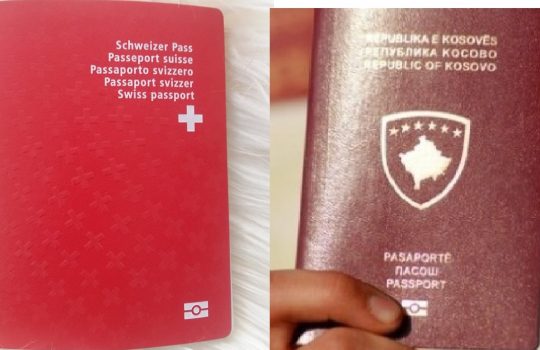 Schweizer Pass
Passeport suisse
Passaporto svizzero
Passaport svizzer
Swiss passport
REPUBLIKA E KOSOVËS
РЕПУБЛИКА КОСОВО
REPUBLIC OF KOSOVO
PASAPORTË
ПАСОШ
PASSPORT